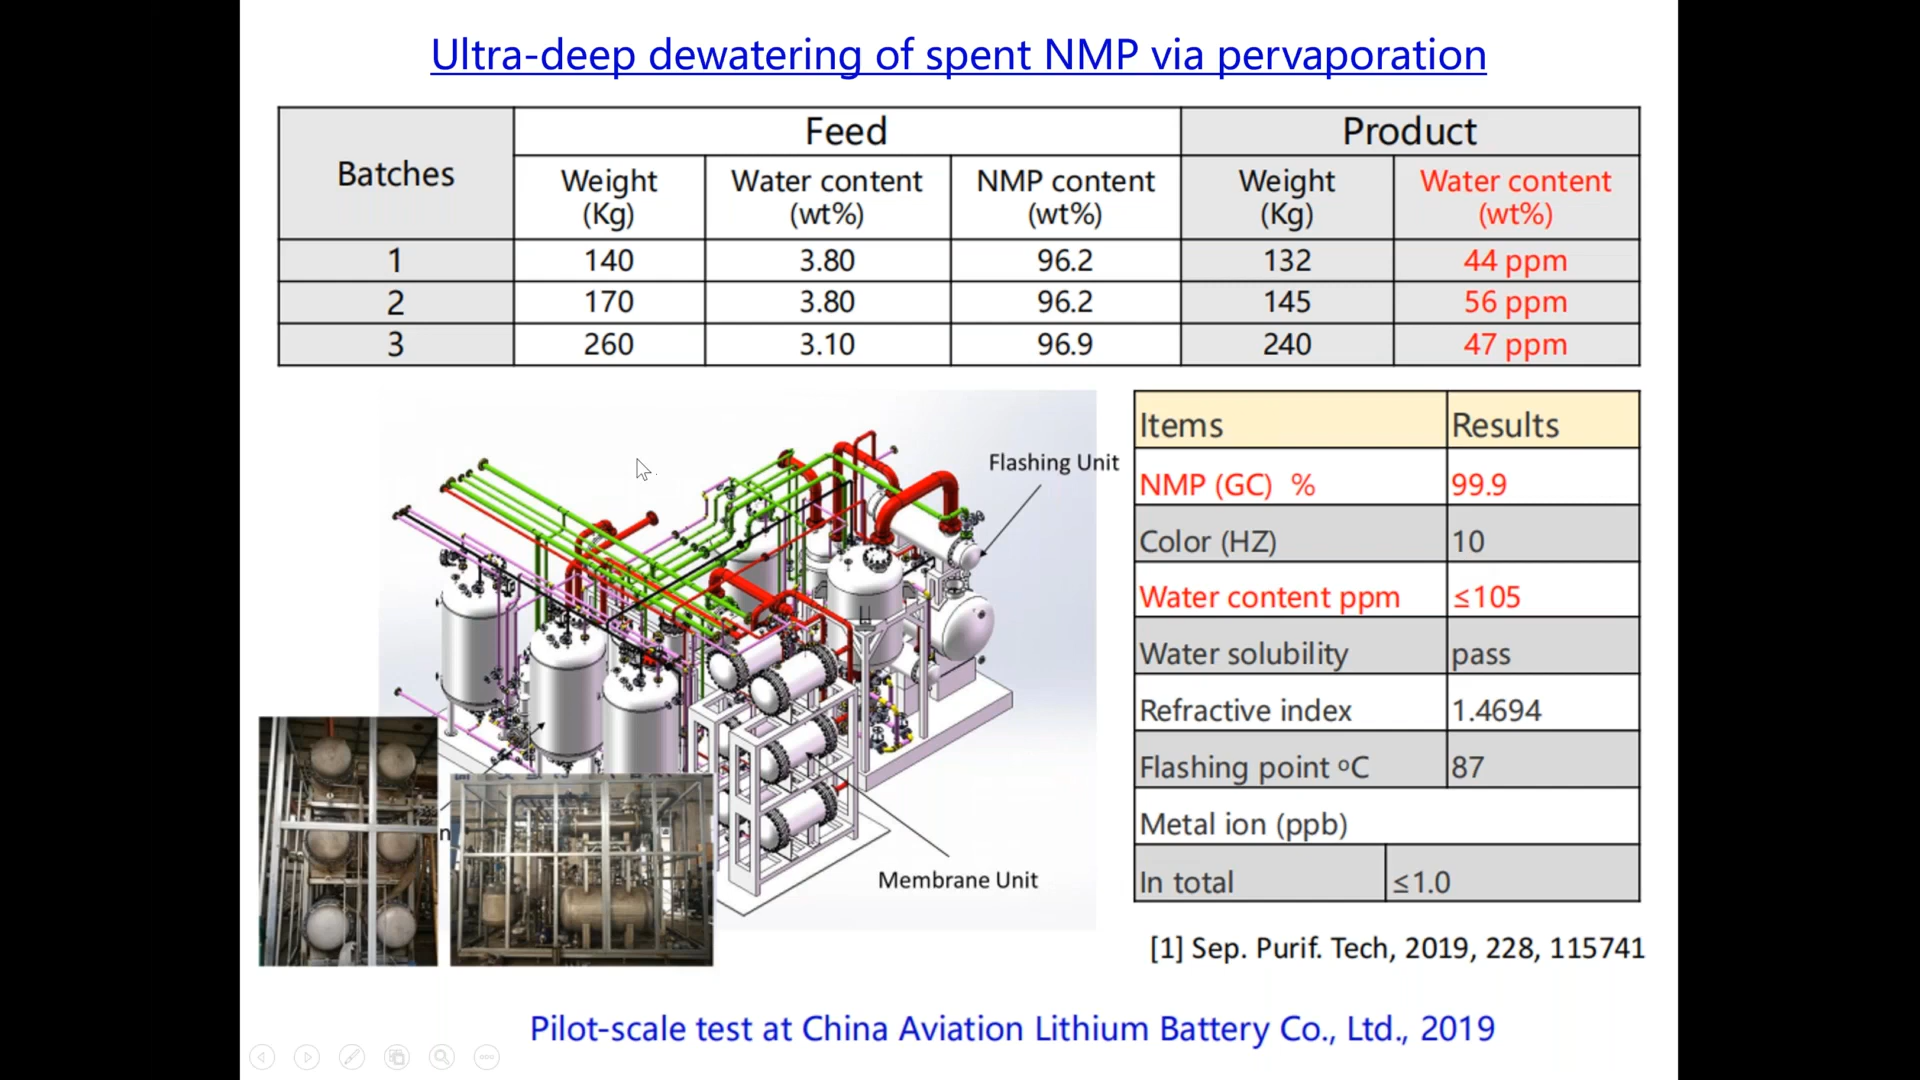 Ultra-deep dewatering of spent NMP via pervaporation
Batches Feed Product
Weight (Kg) Water content (wt%) NMP content (wt%) Weight (Kg) Water content (wt%)
1 140 3.80 96.2 132 44 ppm
2 170 3.80 96.2 145 56 ppm
3 260 3.10 96.9 240 47 ppm
Flashing Unit
Membrane Unit
Items Results
NMP (GC) % 99.9
Color (HZ) 10
Water content ppm ≤105
Water solubility pass
Refractive index 1.4694
Flashing point ºC 87
Metal ion (ppb)
In total ≤1.0
[1] Sep. Purif. Tech, 2019, 228, 115741
Pilot-scale test at China Aviation Lithium Battery Co., Ltd., 2019